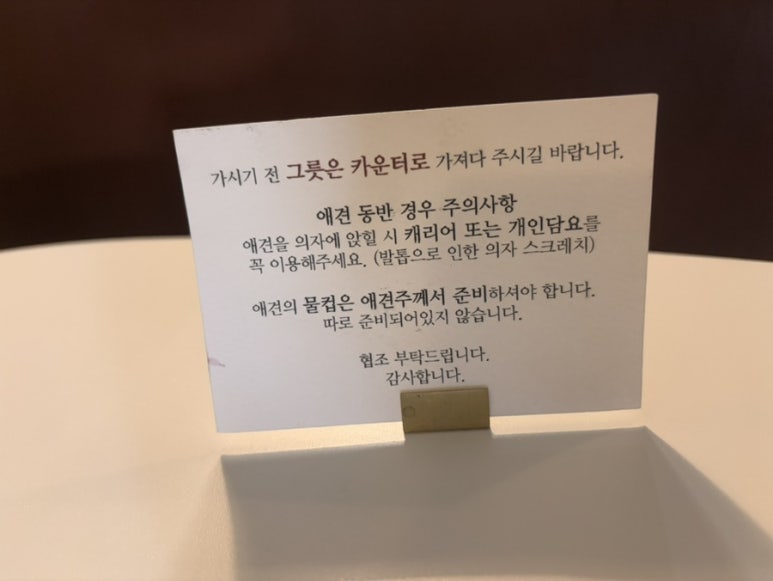 가시기 전 그릇은 카운터로 가져다 주시길 바랍니다.
애견 동반 경우 주의사항
애견을 의자에 앉힐 시 캐리어 또는 개인담요를
꼭 이용해주세요. (발톱으로 인한 의자 스크레치)
애견의 물컵은 애견주께서 준비하셔야 합니다.
따로 준비되어있지 않습니다.
협조 부탁드립니다.
감사합니다.